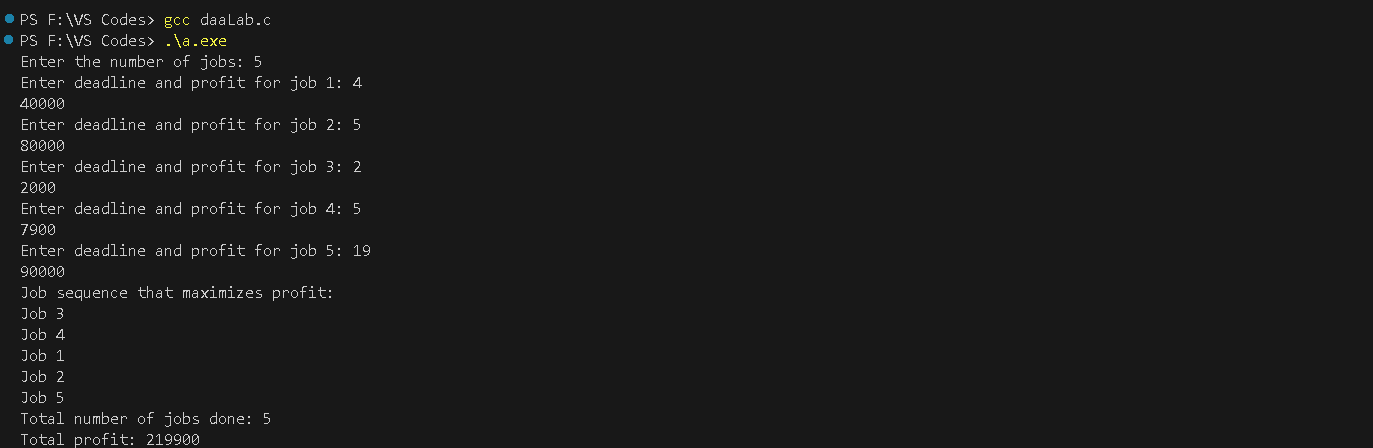 PS F:\VS Codes> gcc daaLab.c
PS F:\VS Codes> .\a.exe
Enter the number of jobs: 5
Enter deadline and profit for job 1: 4
40000
Enter deadline and profit for job 2: 5
80000
Enter deadline and profit for job 3: 2
2000
Enter deadline and profit for job 4: 5
7900
Enter deadline and profit for job 5: 19
90000
Job sequence that maximizes profit:
Job 3
Job 4
Job 1
Job 2
Job 5
Total number of jobs done: 5
Total profit: 219900